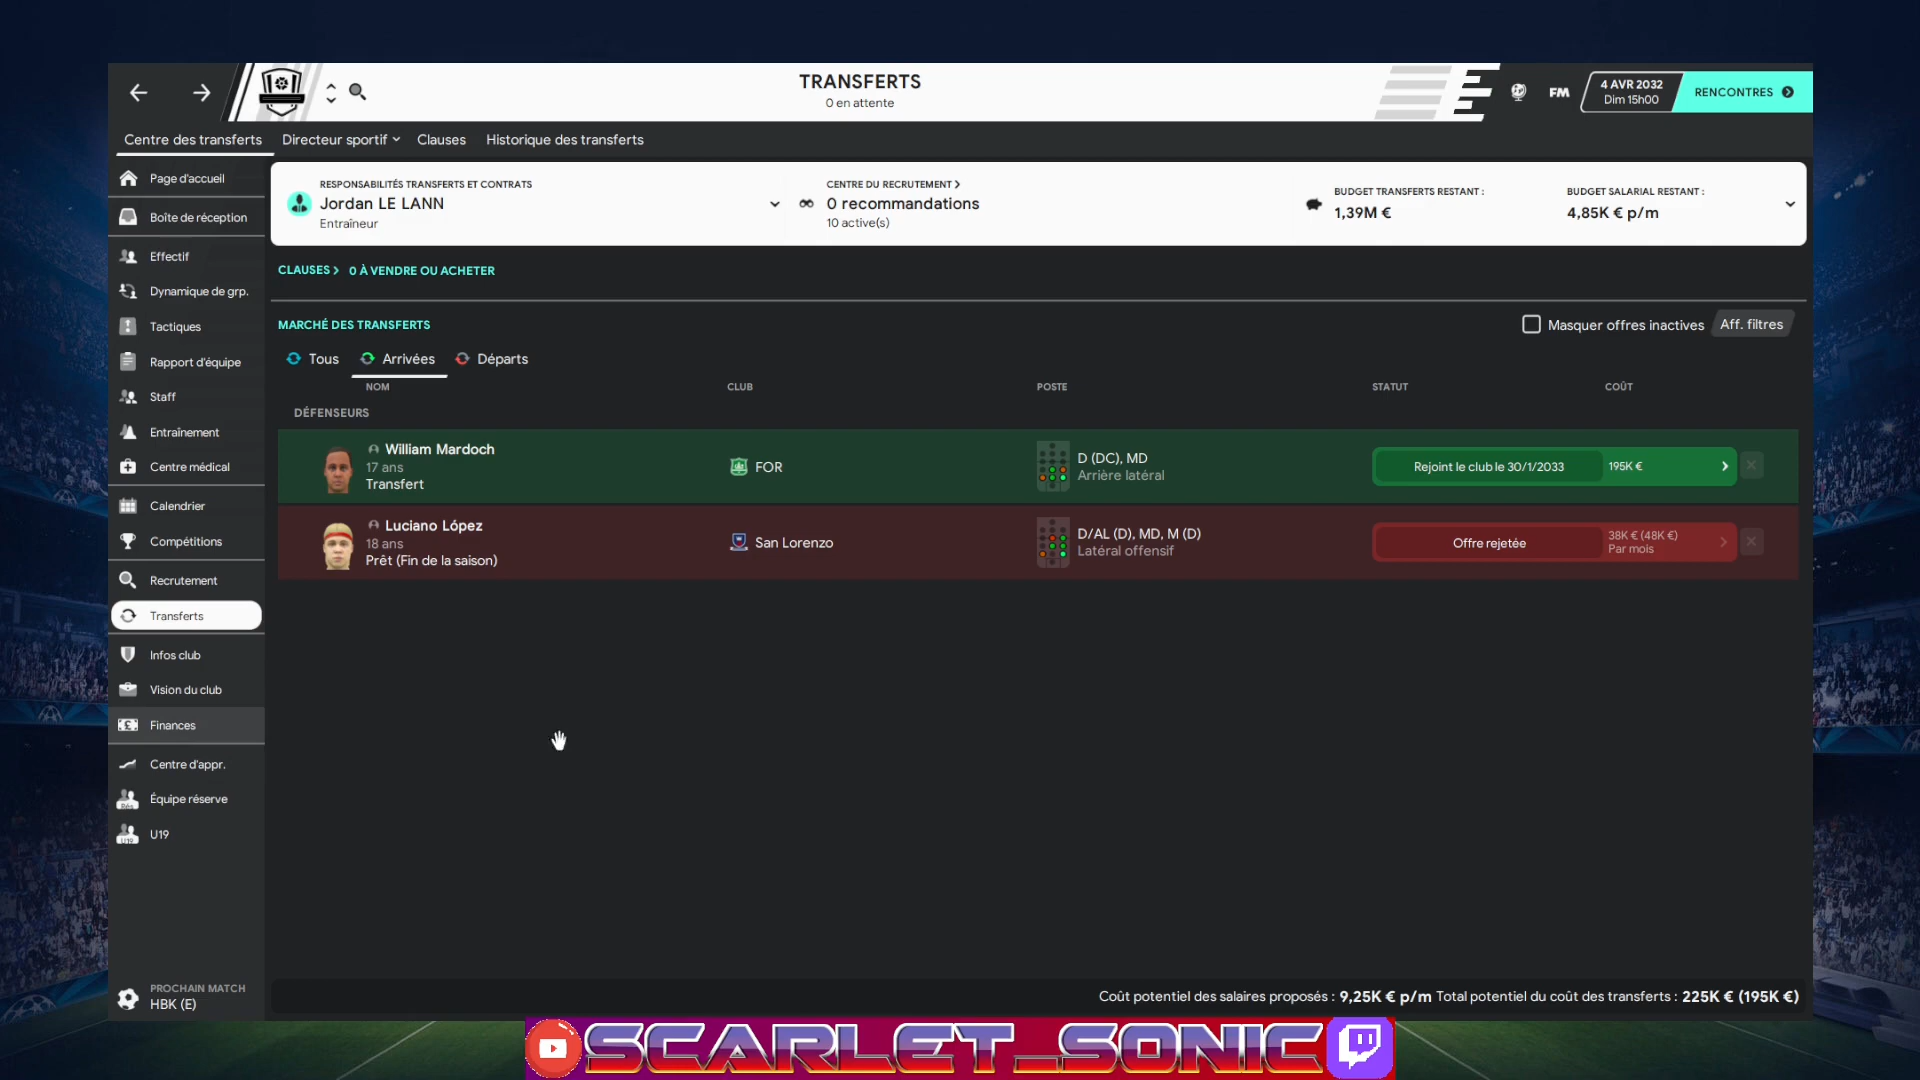 TRANSFERTS
0 en attente
FM
4 AVR 2032
Dim 15h00
RENCONTRES
Centre des transferts
Directeur sportif
Clauses
Historique des transferts
Page d'accueil
Boîte de réception
Effectif
Dynamique de grp.
Tactiques
Rapport d'équipe
Staff
Entraînement
Centre médical
Calendrier
Compétitions
Recrutement
Transferts
Infos club
Vision du club
Finances
Centre d'appr.
Équipe réserve
U19
PROCHAIN MATCH
HBK (E)
RESPONSABILITÉS TRANSFERTS ET CONTRATS
Jordan LE LANN
Entraîneur
CENTRE DU RECRUTEMENT >
0 recommandations
10 active(s)
BUDGET TRANSFERTS RESTANT :
1,39M €
BUDGET SALARIAL RESTANT :
4,85K € p/m
CLAUSES > 0 À VENDRE OU ACHETER
MARCHÉ DES TRANSFERTS
Masquer offres inactives
Aff. filtres
Tous
Arrivées
Départs
NOM
CLUB
POSTE
STATUT
COÛT
DÉFENSEURS
William Mardoch
17 ans
Transfert
FOR
D (DC), MD
Arrière latéral
Rejoint le club le 30/1/2033
195K €
Luciano López
18 ans
Prêt (Fin de la saison)
San Lorenzo
D/AL (D), MD, M (D)
Latéral offensif
Offre rejetée
38K € (48K €)
Par mois
Coût potentiel des salaires proposés : 9,25K € p/m Total potentiel du coût des transferts : 225K € (195K €)
SCARLET_SONIC